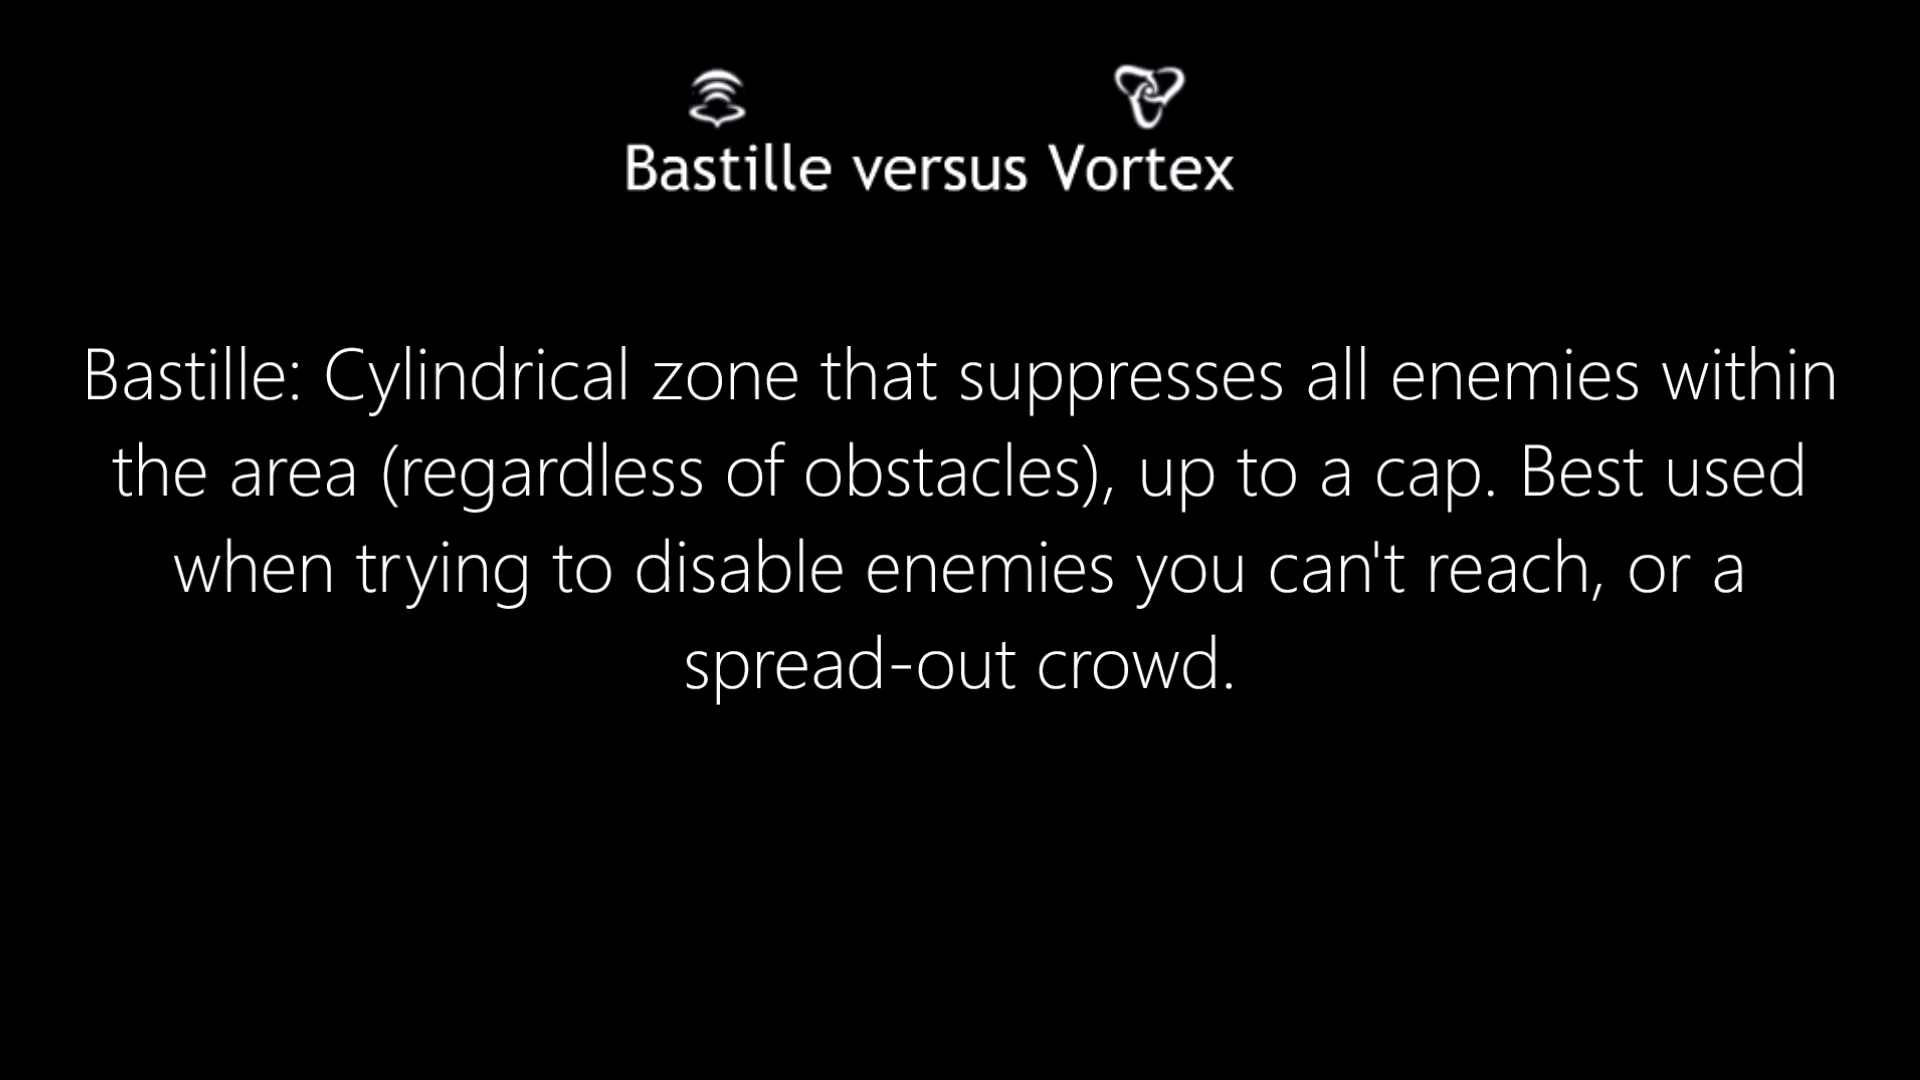 Bastille versus Vortex
Bastille: Cylindrical zone that suppresses all enemies within
the area (regardless of obstacles), up to a cap. Best used
when trying to disable enemies you can't reach, or a
spread-out crowd.